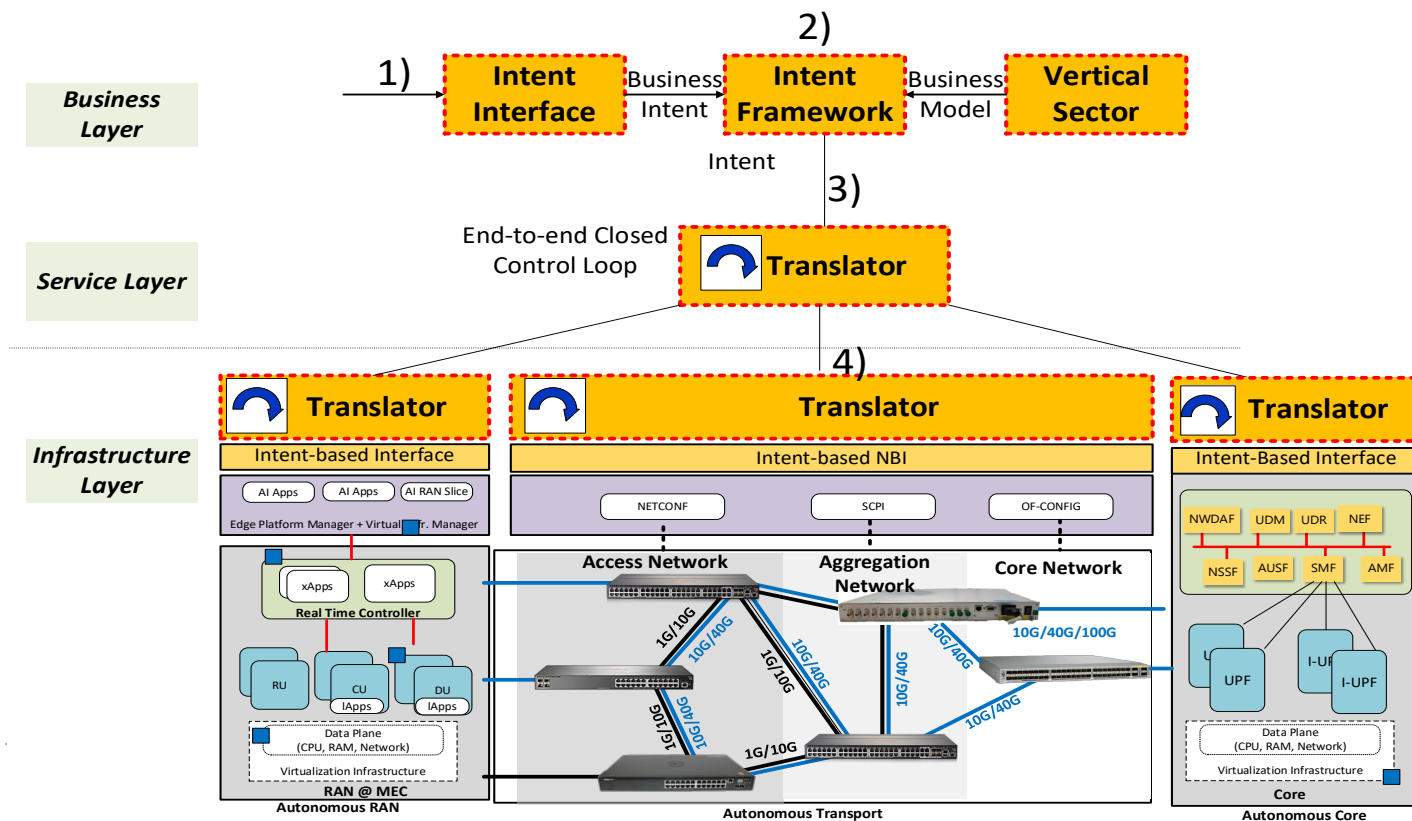 2)
1)
Business
Layer
Intent
Interface
Business
Intent
Intent
Framework
Business
Model
Vertical
Sector
Intent
3)
Service Layer
End-to-end Closed
Control Loop
Translator
4)
Infrastructure
Layer
Translator
Translator
Translator
Intent-based Interface
Intent-based NBI
Intent-Based Interface
AI Apps
AI Apps
AI RAN Slice
Edge Platform Manager + Virtual fr. Manager
NETCONF
SCPI
OF-CONFIG
NWDAF
UDM
UDR
NEF
NSSF
AUSF
SMF
AMF
xApps
xApps
Real Time Controller
Access Network
Aggregation
Network
Core Network
1G/10G
10G/40G
10G/40G
1G/10G
10G/40G
10G/40G
10G/40G/100G
RU
CU
lApps
DU
lApps
1G/10G
10G/40G
1G/10G
10G/40G
UPF
I-UPF
Data Plane
(CPU, RAM, Network)
Virtualization Infrastructure
RAN @ MEC
Autonomous RAN
Autonomous Transport
Data Plane
(CPU, RAM, Network)
Virtualization Infrastructure
Core
Autonomous Core